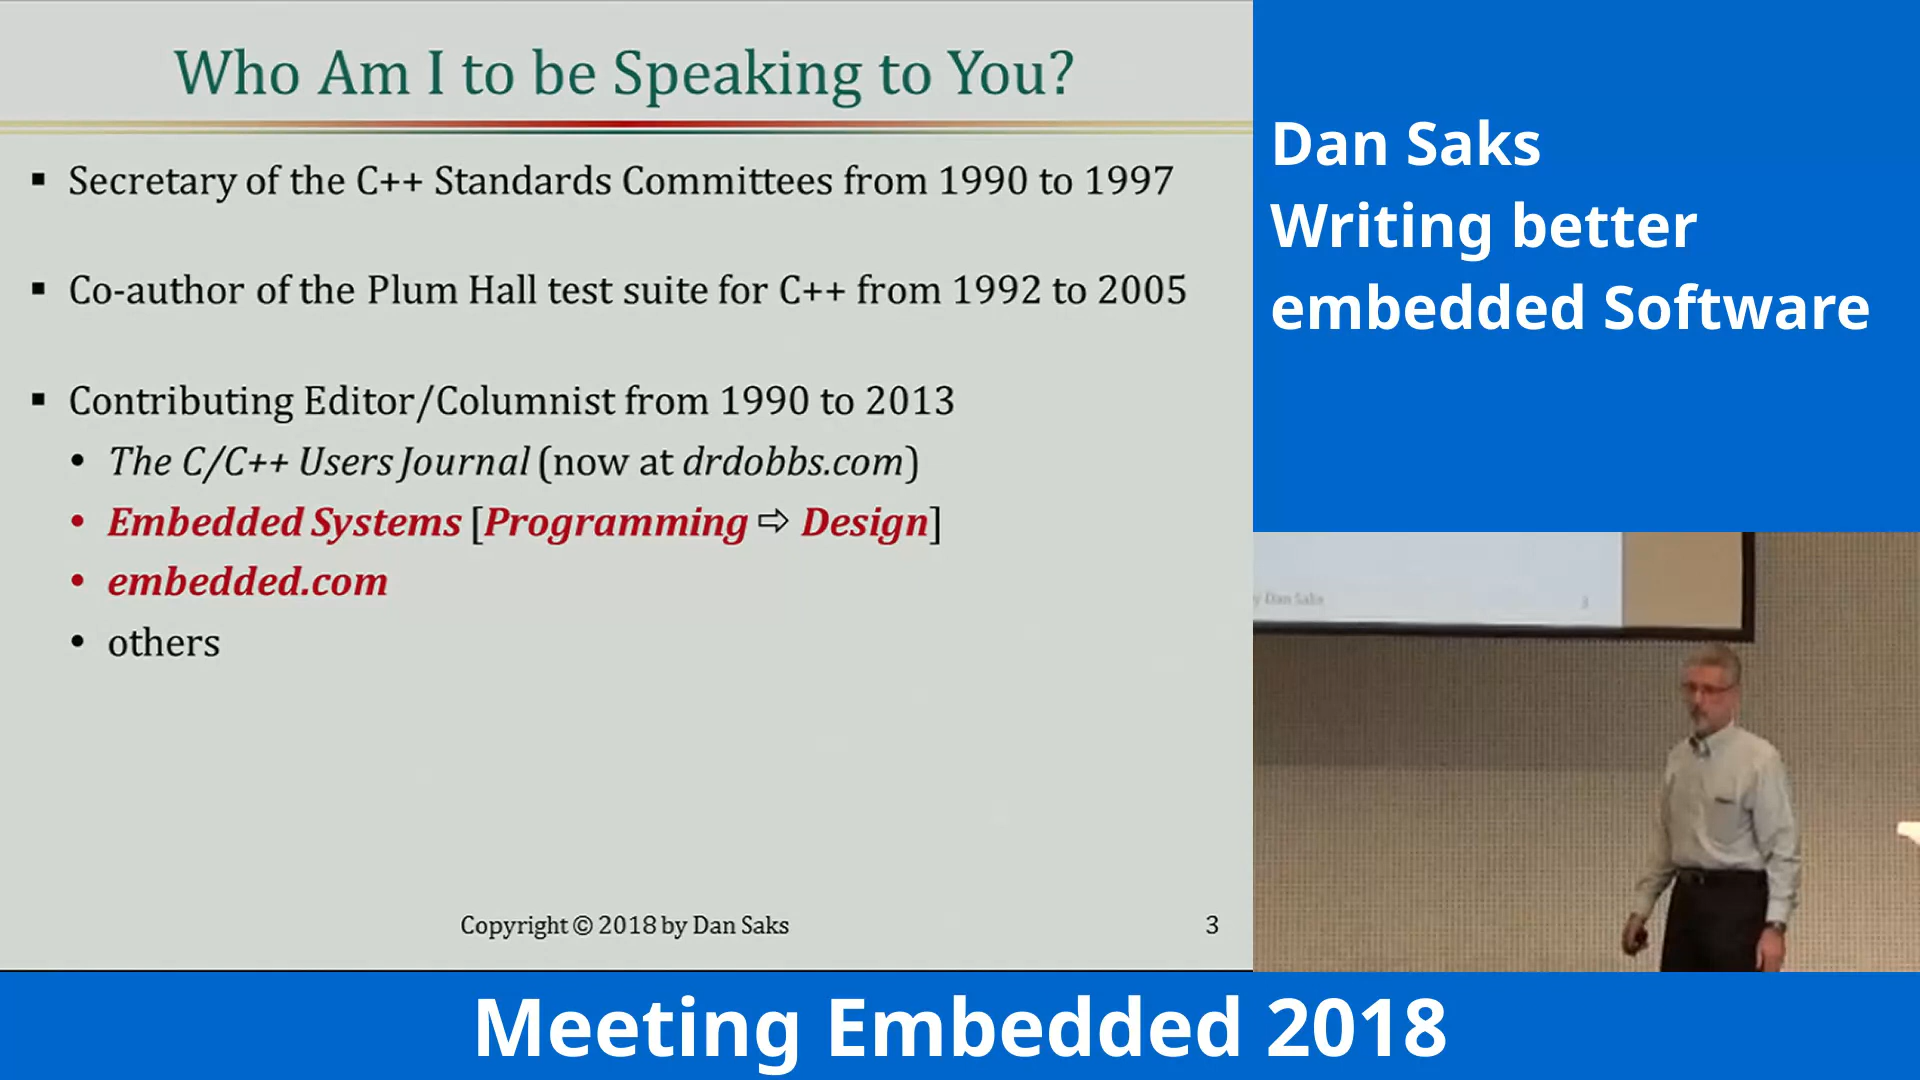 Who Am I to be Speaking to You?
▪ Secretary of the C++ Standards Committees from 1990 to 1997
▪ Co-author of the Plum Hall test suite for C++ from 1992 to 2005
▪ Contributing Editor/Columnist from 1990 to 2013
• The C/C++ Users Journal (now at drdobbs.com)
• Embedded Systems [Programming ⇨ Design]
• embedded.com
• others
Copyright © 2018 by Dan Saks
3
Dan Saks
Writing better
embedded Software
y Dan Saks
3
Meeting Embedded 2018